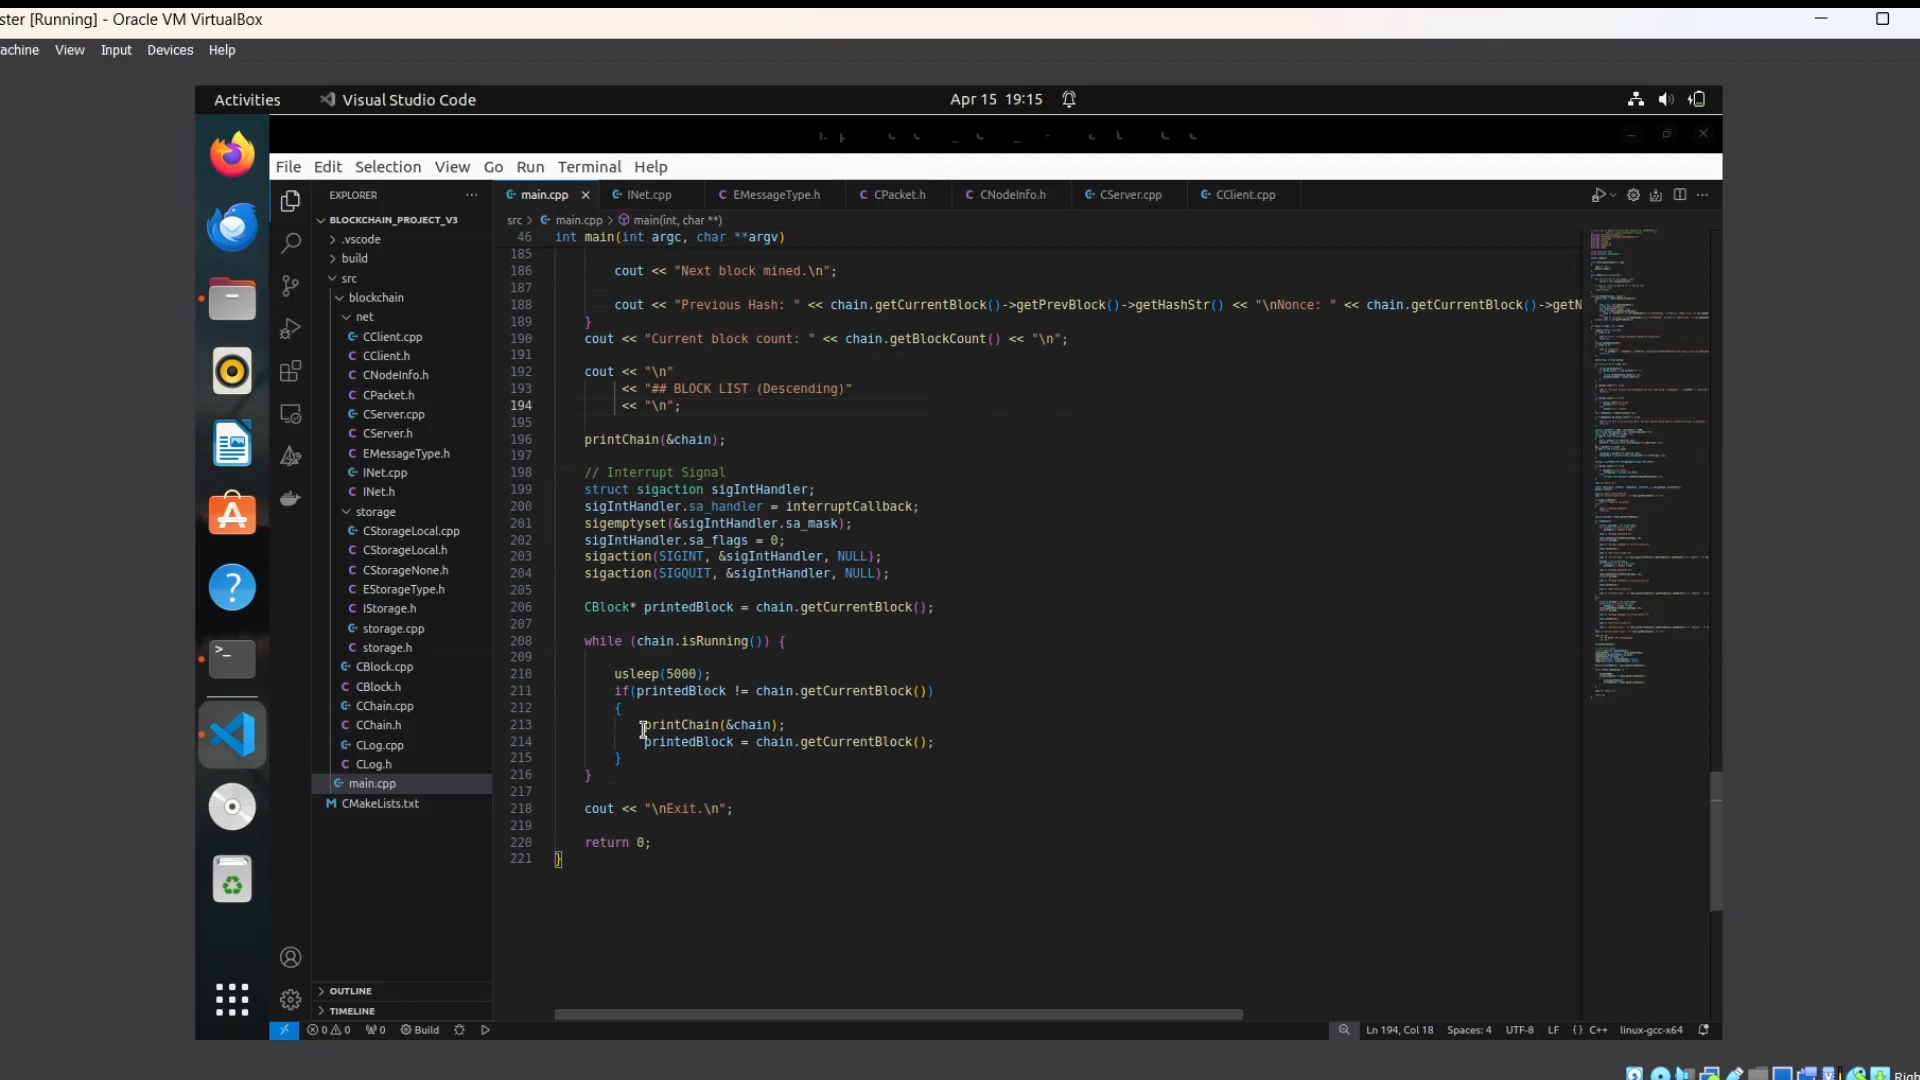 ster [Running] - Oracle VM VirtualBox
achine View Input Devices Help
Activities Visual Studio Code Apr 15 19:15
File Edit Selection View Go Run Terminal Help
EXPLORER
BLOCKCHAIN_PROJECT_V3
.vscode
build
src
blockchain
net
CClient.cpp
CClient.h
CNodeInfo.h
CPacket.h
CServer.cpp
CServer.h
EMessageType.h
INet.cpp
INet.h
storage
CStorageLocal.cpp
CStorageLocal.h
CStorageNone.h
EStorageType.h
IStorage.h
storage.cpp
storage.h
CBlock.cpp
CBlock.h
CChain.cpp
CChain.h
CLog.cpp
CLog.h
main.cpp
CMakeLists.txt
OUTLINE
TIMELINE
main.cpp INet.cpp EMessageType.h CPacket.h CNodeInfo.h CServer.cpp CClient.cpp
src > main.cpp > main(int, char **)
46 int main(int argc, char **argv)
185
186 cout << "Next block mined.\n";
187
188 cout << "Previous Hash: " << chain.getCurrentBlock()->getPrevBlock()->getHashStr() << "\nNonce: " << chain.getCurrentBlock()->getN
189 }
190 cout << "Current block count: " << chain.getBlockCount() << "\n";
191
192 cout << "\n"
193 << "## BLOCK LIST (Descending)"
194 << "\n";
195
196 printChain(&chain);
197
198 // Interrupt Signal
199 struct sigaction sigIntHandler;
200 sigIntHandler.sa_handler = interruptCallback;
201 sigemptyset(&sigIntHandler.sa_mask);
202 sigIntHandler.sa_flags = 0;
203 sigaction(SIGINT, &sigIntHandler, NULL);
204 sigaction(SIGQUIT, &sigIntHandler, NULL);
205
206 CBlock* printedBlock = chain.getCurrentBlock();
207
208 while (chain.isRunning()) {
209
210 usleep(5000);
211 if(printedBlock != chain.getCurrentBlock())
212 {
213 printChain(&chain);
214 printedBlock = chain.getCurrentBlock();
215 }
216 }
217
218 cout << "\nExit.\n";
219
220 return 0;
221 }
0 0 0 Build Ln 194, Col 18 Spaces: 4 UTF-8 LF {} C++ linux-gcc-x64
Righ